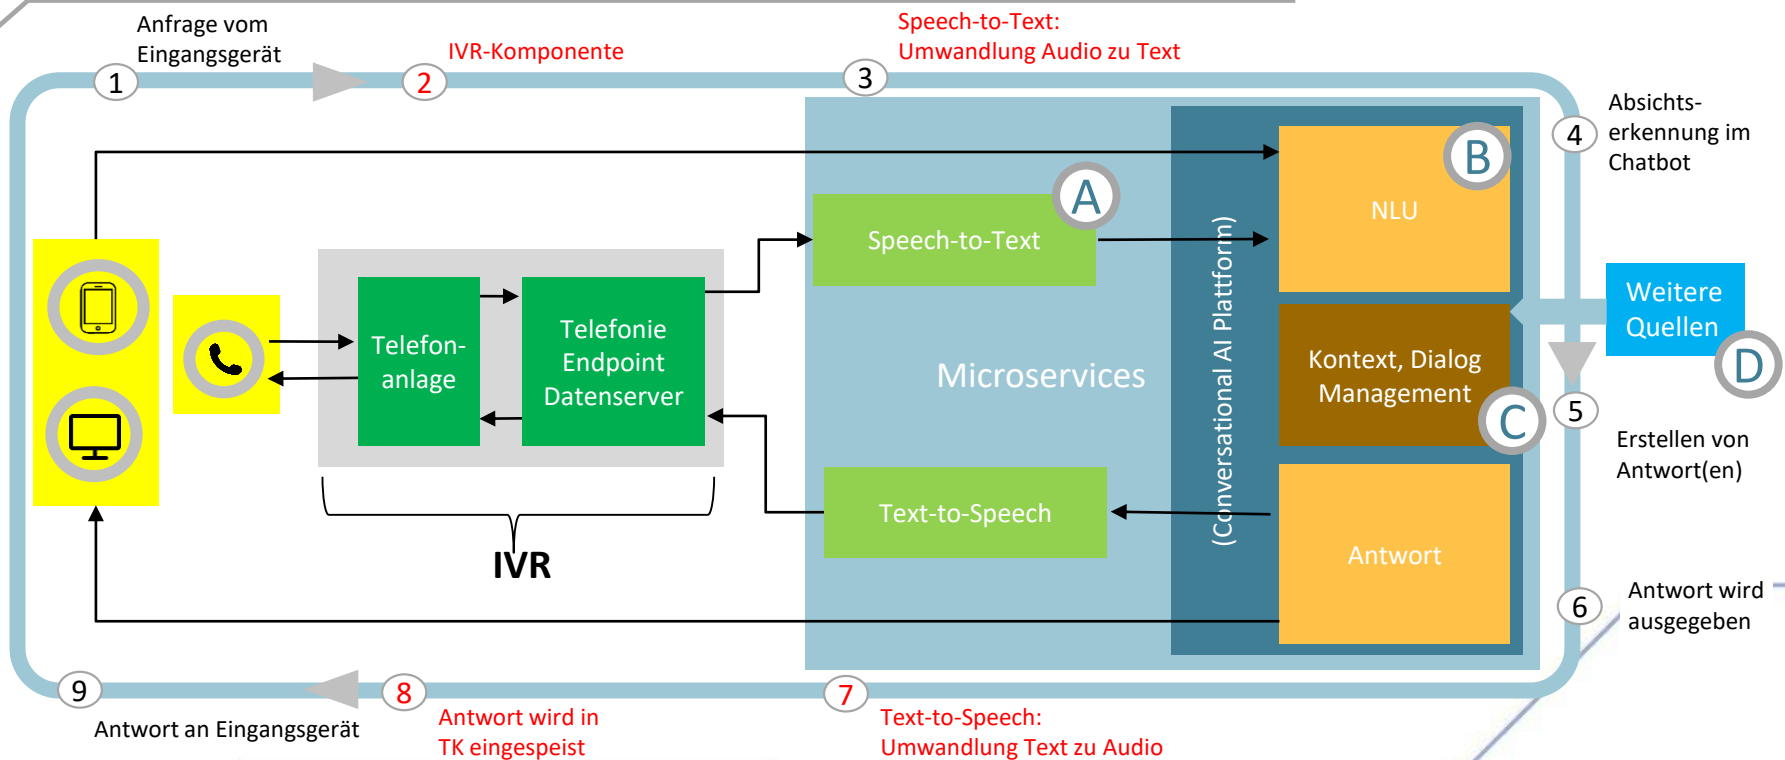 Anfrage vom
Eingangsgerät
1
2
IVR-Komponente
Speech-to-Text:
Umwandlung Audio zu Text
3
Absichts-
erkennung im
Chatbot
4
A
B
NLU
Speech-to-Text
(Conversational AI Plattform)
Microservices
Telefon-
anlage
Telefonie
Endpoint
Datenserver
Kontext, Dialog
Management
C
Weitere
Quellen
D
5
Erstellen von
Antwort(en)
Text-to-Speech
Antwort
IVR
6
Antwort wird
ausgegeben
9
Antwort an Eingangsgerät
8
Antwort wird in
TK eingespeist
7
Text-to-Speech:
Umwandlung Text zu Audio